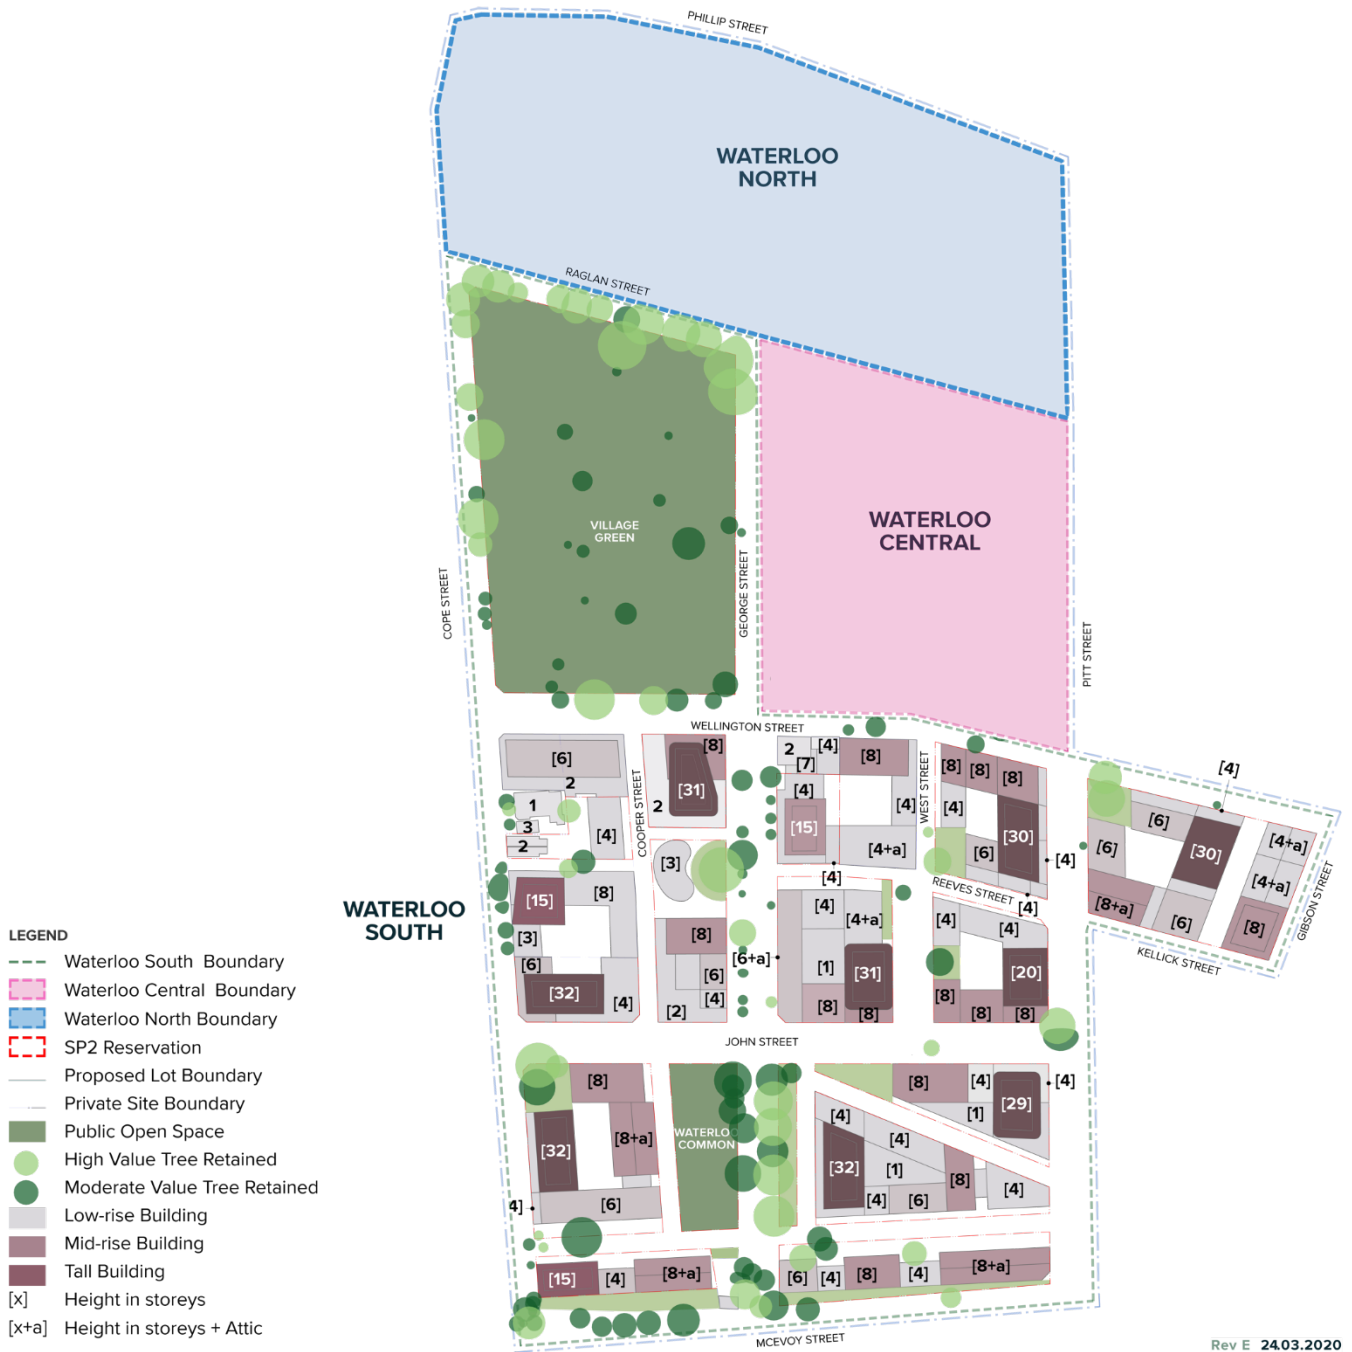 PHILLIP STREET
WATERLOO
NORTH
RAGLAN STREET
VILLAGE
GREEN
WATERLOO
CENTRAL
COPE STREET
GEORGE STREET
PITT STREET
WELLINGTON STREET
[6]
2
[8]
[31]
2
COOPER STREET
2
[4]
[7]
[8]
[4]
[15]
[4]
[4+a]
[4]
WEST STREET
[8]
[8]
[8]
[4]
[30]
[6]
[4]
[4]
REEVES STREET
[4]
[6]
[6]
[30]
[4+a]
[4+a]
[8+a]
[6]
[8]
GIBSON STREET
KELLICK STREET
1
3
2
[4]
[3]
WATERLOO
SOUTH
[15]
[8]
[3]
[6]
[32]
[4]
[8]
[6]
[4]
[2]
[6+a]
[4]
[4+a]
[1]
[31]
[8]
[8]
[4]
[4]
[20]
[8]
[8]
[8]
JOHN STREET
[8]
[32]
[8+a]
[6]
4]
WATERLOO
COMMON
[8]
[4]
[29]
[4]
[1]
[4]
[4]
[32]
[1]
[4]
[6]
[8]
[4]
[15]
[4]
[8+a]
[6]
[4]
[8]
[4]
[8+a]
MCEVOY STREET
LEGEND
Waterloo South Boundary
Waterloo Central Boundary
Waterloo North Boundary
SP2 Reservation
Proposed Lot Boundary
Private Site Boundary
Public Open Space
High Value Tree Retained
Moderate Value Tree Retained
Low-rise Building
Mid-rise Building
Tall Building
[x] Height in storeys
[x+a] Height in storeys + Attic
Rev E 24.03.2020